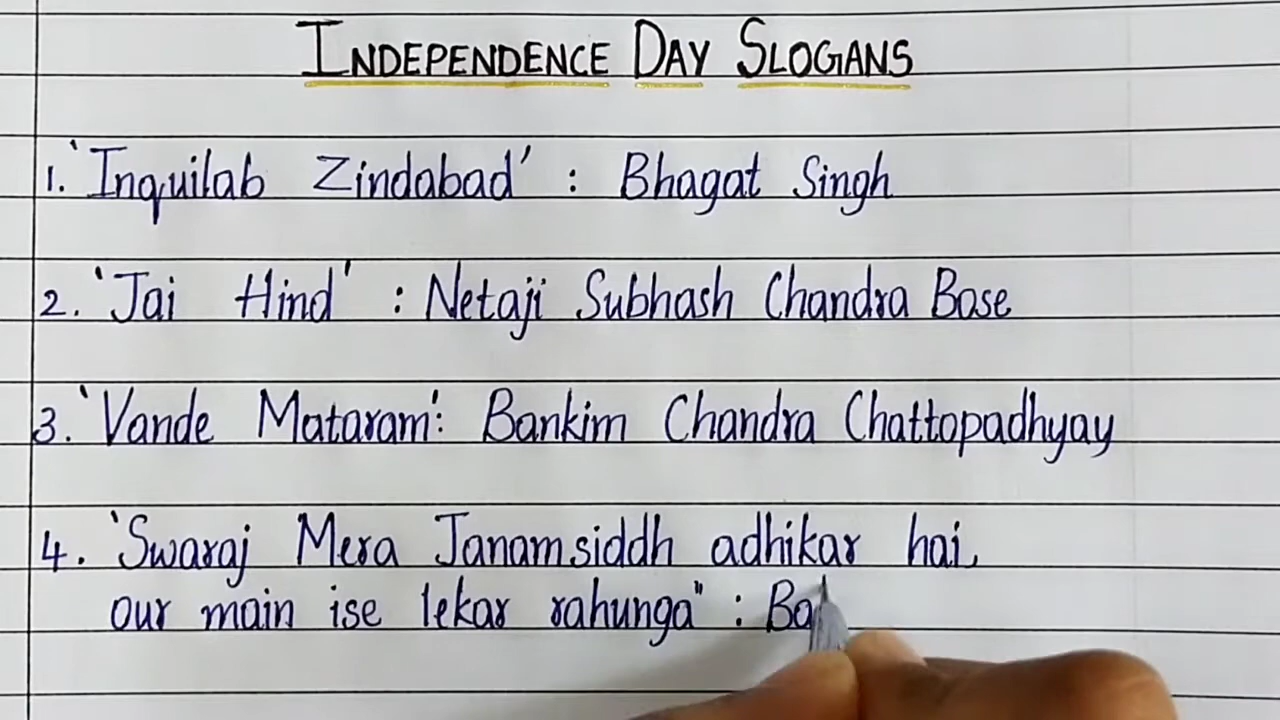 INDEPENDENCE DAY SLOGANS
1. 'Inquilab Zindabad' : Bhagat Singh
2. 'Jai Hind' : Netaji Subhash Chandra Bose
3. 'Vande Mataram': Bankim Chandra Chattopadhyay
4. 'Swaraj Mera Janamsiddh adhikar hai,
our main ise lekar rahunga" : Ba